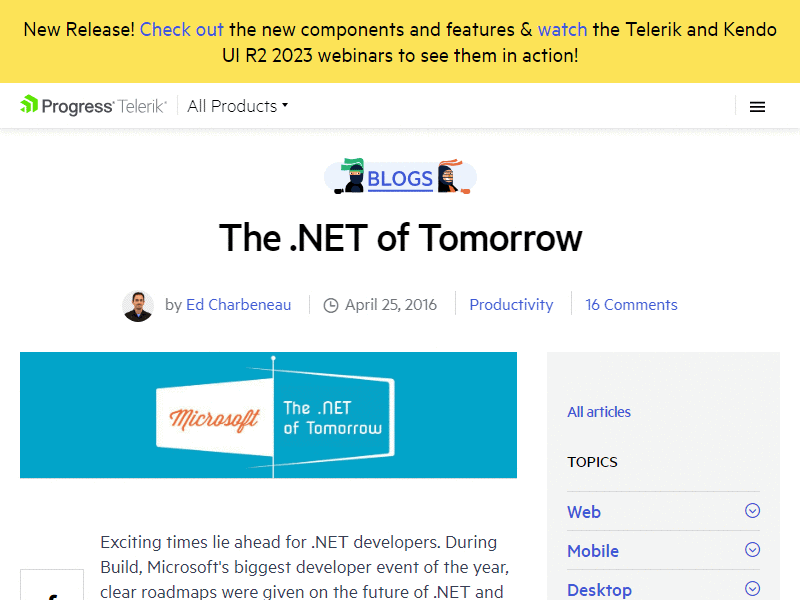 New Release! Check out the new components and features & watch the Telerik and Kendo
UI R2 2023 webinars to see them in action!
Progress Telerik All Products
BLOGS
The .NET of Tomorrow
by Ed Charbeneau April 25, 2016 Productivity 16 Comments
Microsoft
The .NET
of Tomorrow
All articles
TOPICS
Web
Mobile
Desktop
Exciting times lie ahead for .NET developers. During
Build, Microsoft's biggest developer event of the year,
clear roadmaps were given on the future of .NET and